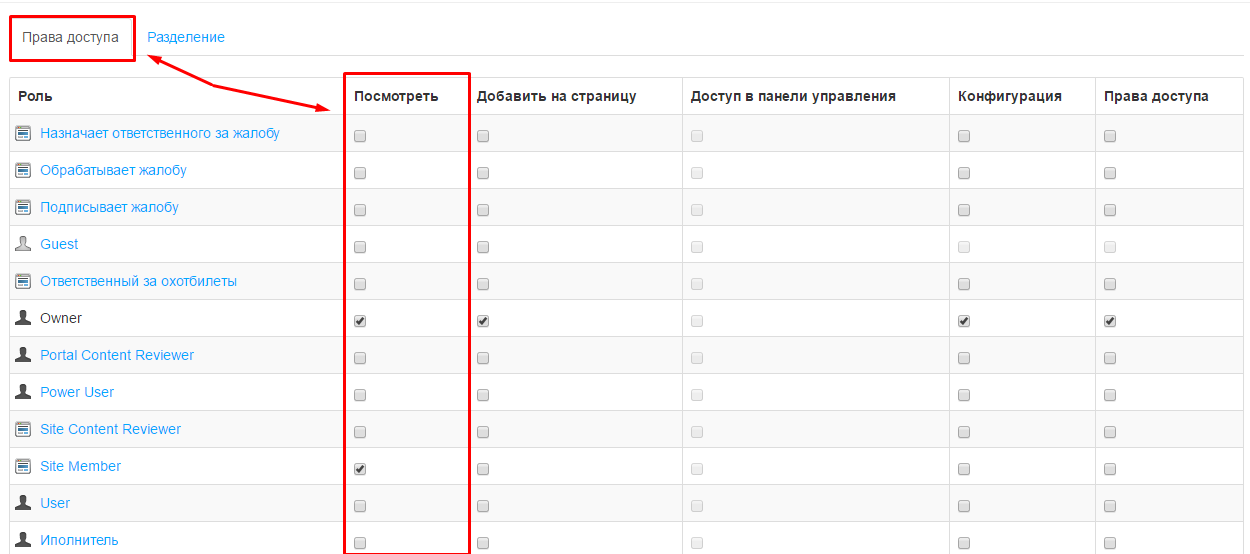 Права доступа Разделение
Роль Посмотреть Добавить на страницу Доступ в панели управления Конфигурация Права доступа
Назначает ответственного за жалобу
Обрабатывает жалобу
Подписывает жалобу
Guest
Ответственный за охотбилеты
Owner
Portal Content Reviewer
Power User
Site Content Reviewer
Site Member
User
Иполнитель